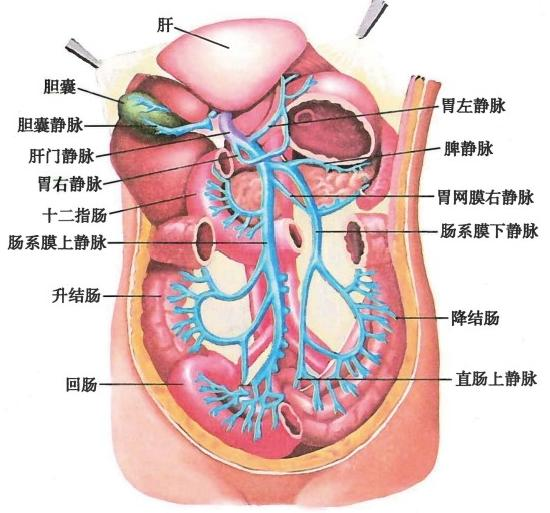 肝
胆囊
胆囊静脉
肝门静脉
胃右静脉
十二指肠
肠系膜上静脉
升结肠
回肠
胃左静脉
脾静脉
胃网膜右静脉
肠系膜下静脉
降结肠
直肠上静脉